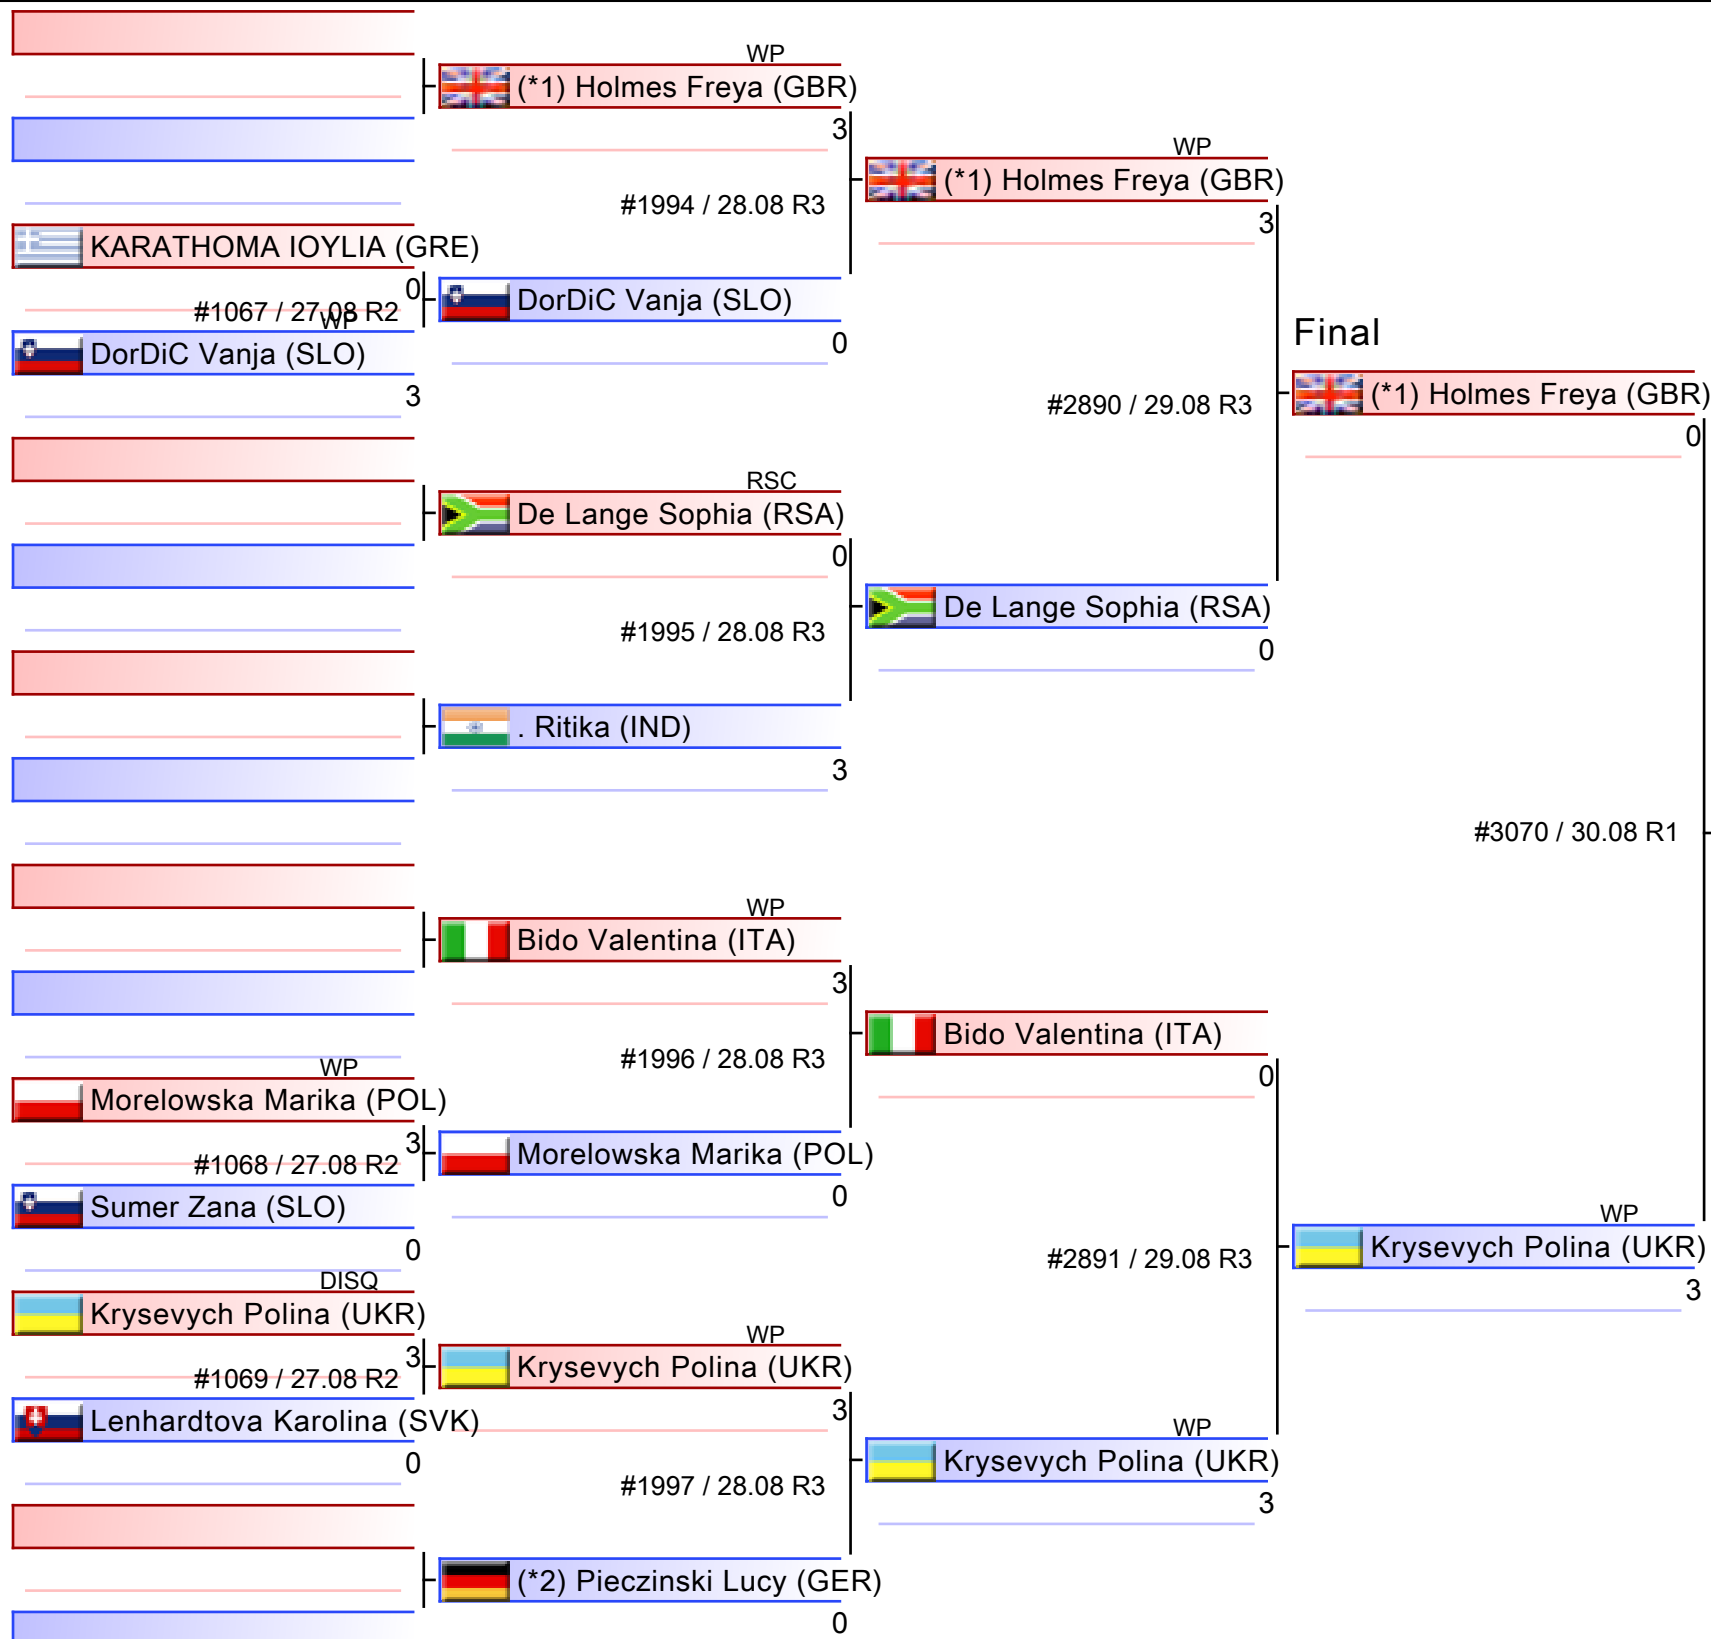 WP
(*1) Holmes Freya (GBR)
3
#1994 / 28.08 R3
KARATHOMA IOYLIA (GRE)
0
#1067 / 27.08 R2
WP
DorDiC Vanja (SLO)
3
DorDiC Vanja (SLO)
0
WP
(*1) Holmes Freya (GBR)
3
#2890 / 29.08 R3
RSC
De Lange Sophia (RSA)
0
#1995 / 28.08 R3
. Ritika (IND)
3
De Lange Sophia (RSA)
0
Final
(*1) Holmes Freya (GBR)
0
#3070 / 30.08 R1
WP
Bido Valentina (ITA)
3
#1996 / 28.08 R3
WP
Morelowska Marika (POL)
3
#1068 / 27.08 R2
Sumer Zana (SLO)
0
Morelowska Marika (POL)
0
Bido Valentina (ITA)
0
#2891 / 29.08 R3
DISQ
Krysevych Polina (UKR)
3
#1069 / 27.08 R2
Lenhardtova Karolina (SVK)
0
WP
Krysevych Polina (UKR)
3
#1997 / 28.08 R3
(*2) Pieczinski Lucy (GER)
0
WP
Krysevych Polina (UKR)
3
WP
Krysevych Polina (UKR)
3